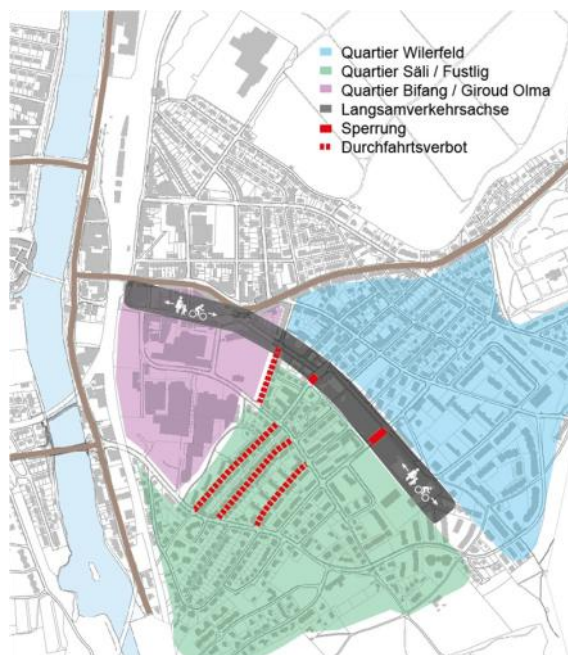 Quartier Wilerfeld
Quartier Säli / Fustlig
Quartier Bifang / Giroud Olma
Langsamverkehrsachse
Sperrung
Durchfahrtsverbot